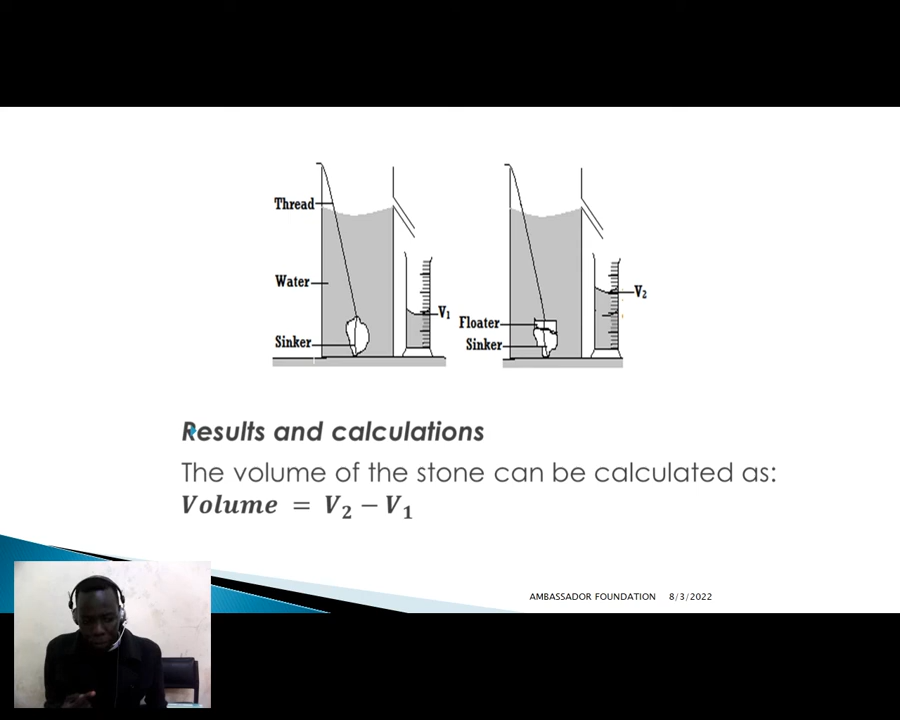 Thread
Water
V₁
Sinker
V₂
Floater
Sinker
Results and calculations
The volume of the stone can be calculated as:
Volume = V₂ − V₁
AMBASSADOR FOUNDATION 8/3/2022